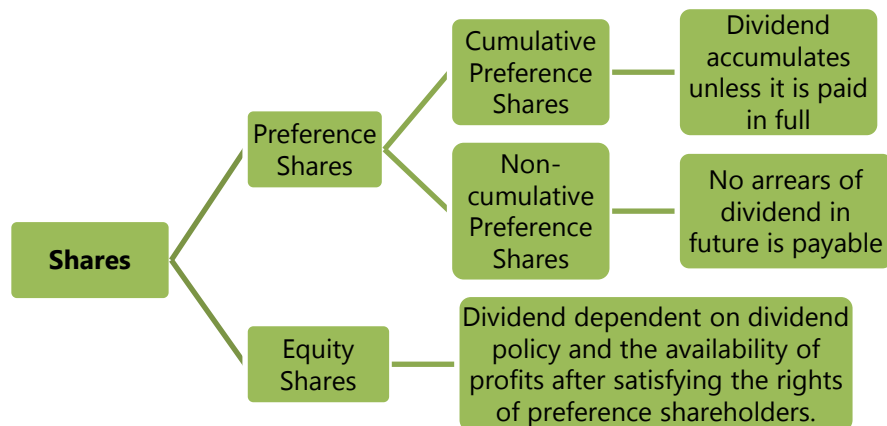 Shares
Preference
Shares
Cumulative
Preference
Shares
Dividend
accumulates
unless it is paid
in full
Non-
cumulative
Preference
Shares
No arrears of
dividend in
future is payable
Equity
Shares
Dividend dependent on dividend
policy and the availability of
profits after satisfying the rights
of preference shareholders.